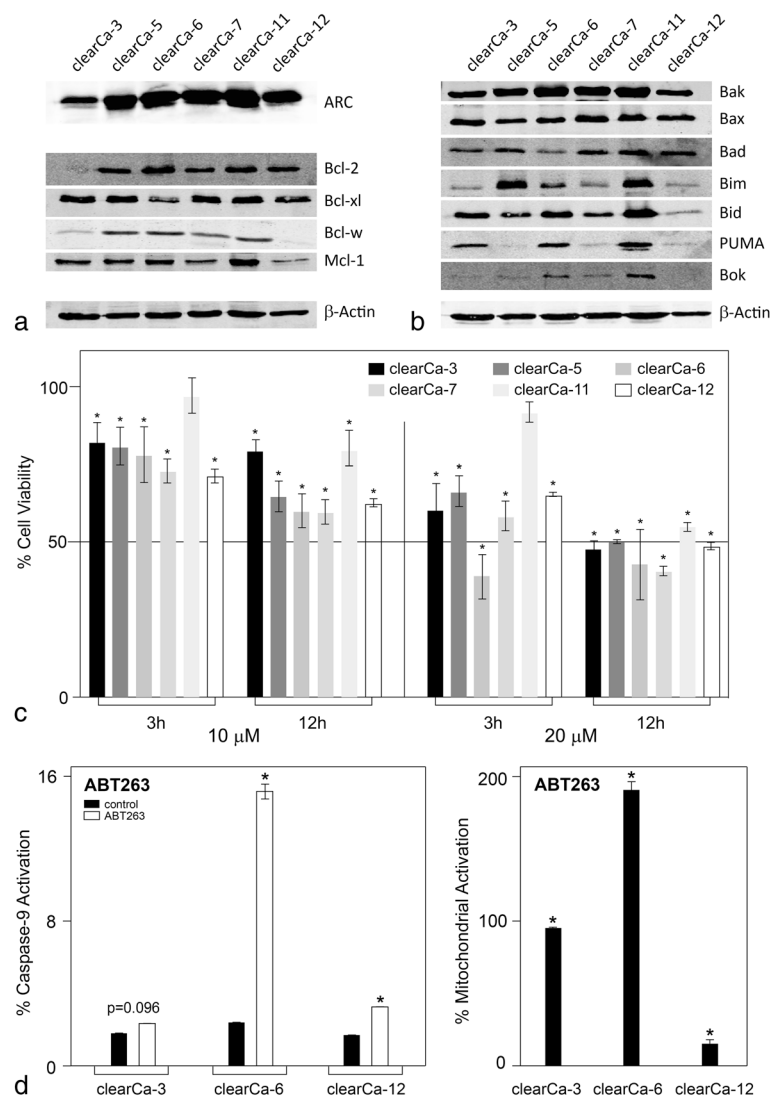 clearCa-3 clearCa-5 clearCa-6 clearCa-7 clearCa-11 clearCa-12
ARC
Bcl-2
Bcl-xl
Bcl-w
Mcl-1
β-Actin
a
clearCa-3 clearCa-5 clearCa-6 clearCa-7 clearCa-11 clearCa-12
Bak
Bax
Bad
Bim
Bid
PUMA
Bok
β-Actin
b
% Cell Viability
100
50
0
clearCa-3 clearCa-5 clearCa-6
clearCa-7 clearCa-11 clearCa-12
* * * * * * * * * * *
* * * * * * * * * * *
3h 12h 3h 12h
10 μM 20 μM
c
% Caspase-9 Activation
16
8
0
ABT263
control
ABT263
p=0.096
*
*
clearCa-3 clearCa-6 clearCa-12
% Mitochondrial Activation
200
100
0
ABT263
*
*
*
clearCa-3 clearCa-6 clearCa-12
d